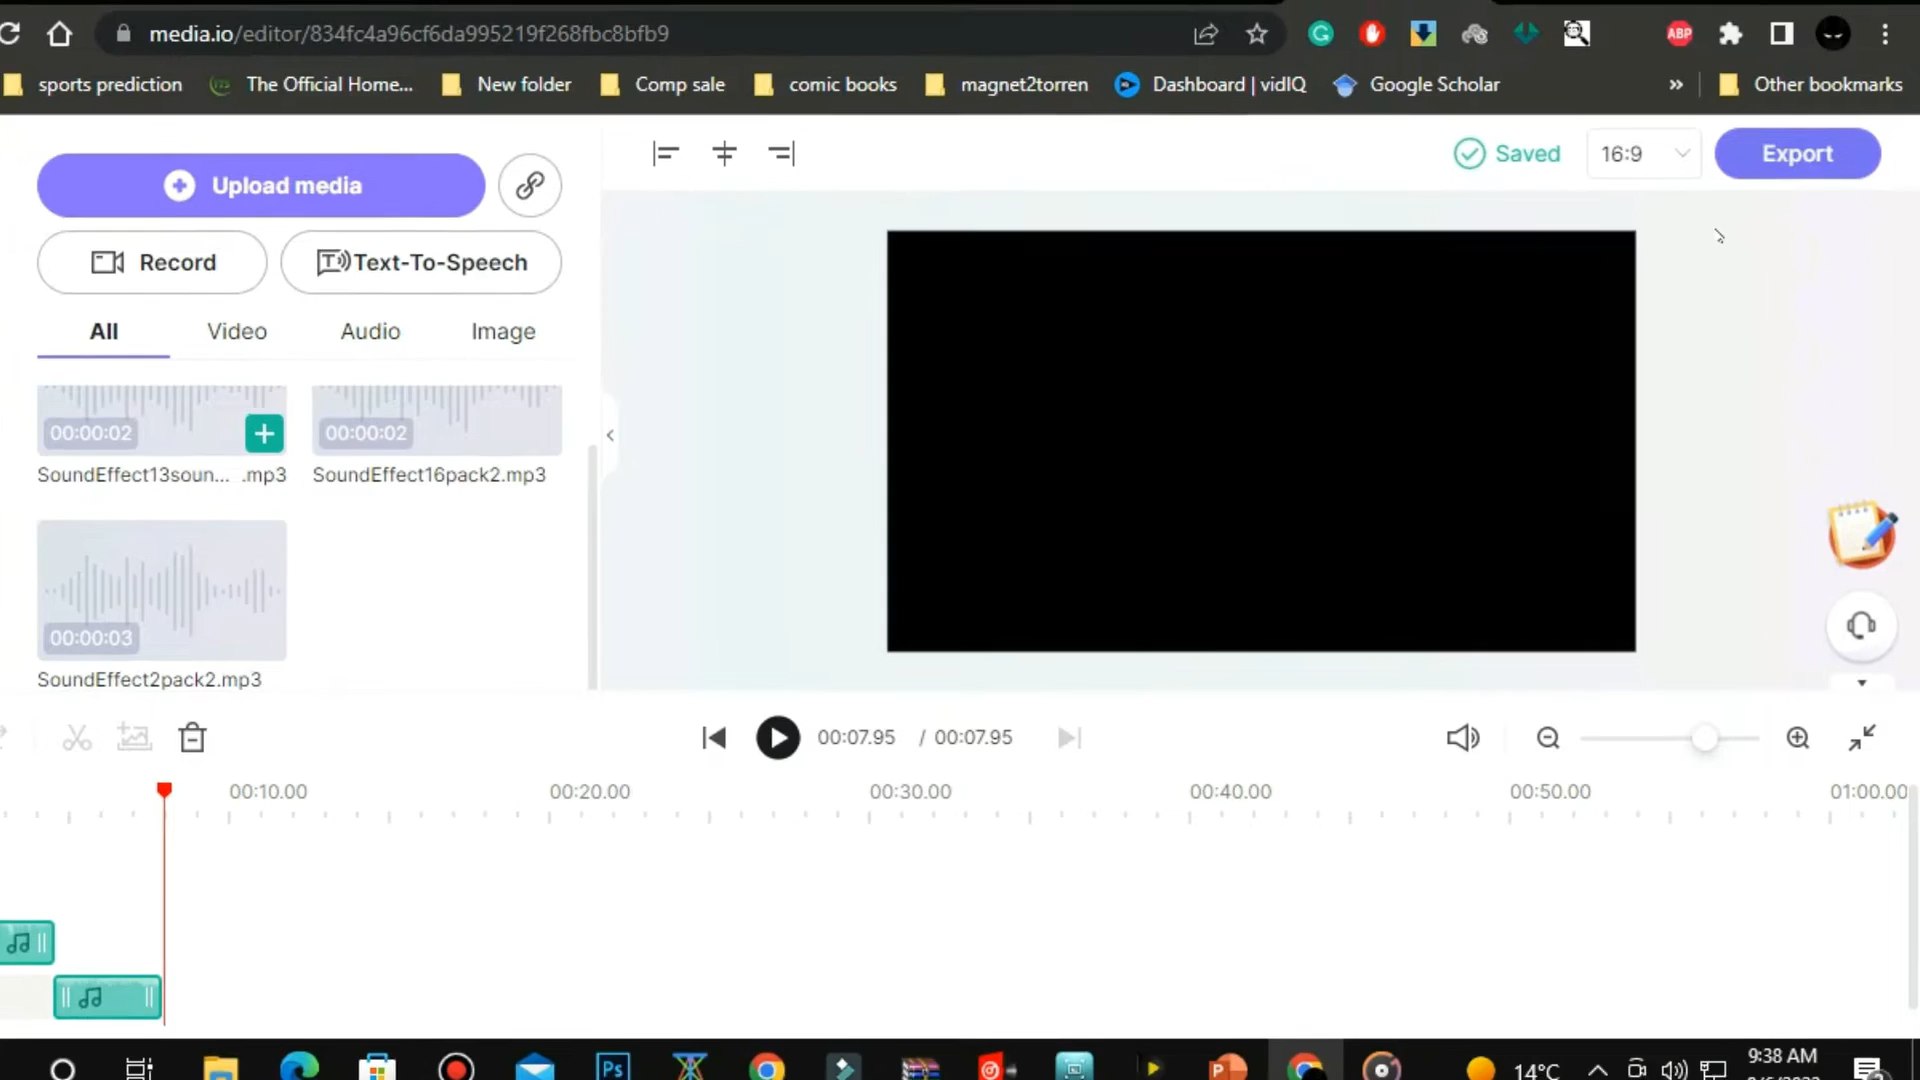 media.io/editor/834fc4a96cf6da995219f268fbc8bfb9
ABP
sports prediction The Official Home... New folder Comp sale comic books magnet2torren Dashboard | vidIQ Google Scholar » Other bookmarks
Upload media
Saved 16:9 Export
Record Text-To-Speech
All Video Audio Image
00:00:02 00:00:02
SoundEffect13soun... .mp3 SoundEffect16pack2.mp3
00:00:03
SoundEffect2pack2.mp3
00:07.95 / 00:07.95
00:10.00 00:20.00 00:30.00 00:40.00 00:50.00 01:00.00
Ps
14°C
9:38 AM